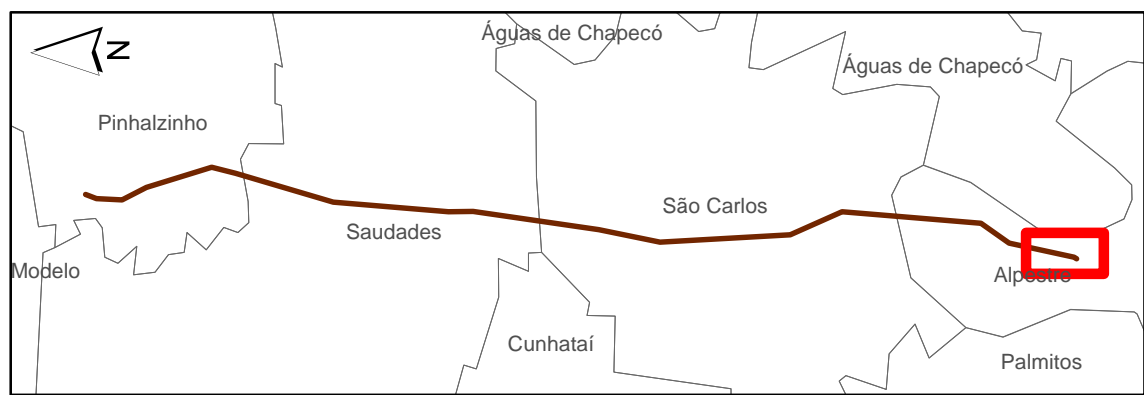 Águas de Chapecó
N
Águas de Chapecó
Pinhalzinho
São Carlos
Saudades
Modelo
Alpestre
Cunhataí
Palmitos